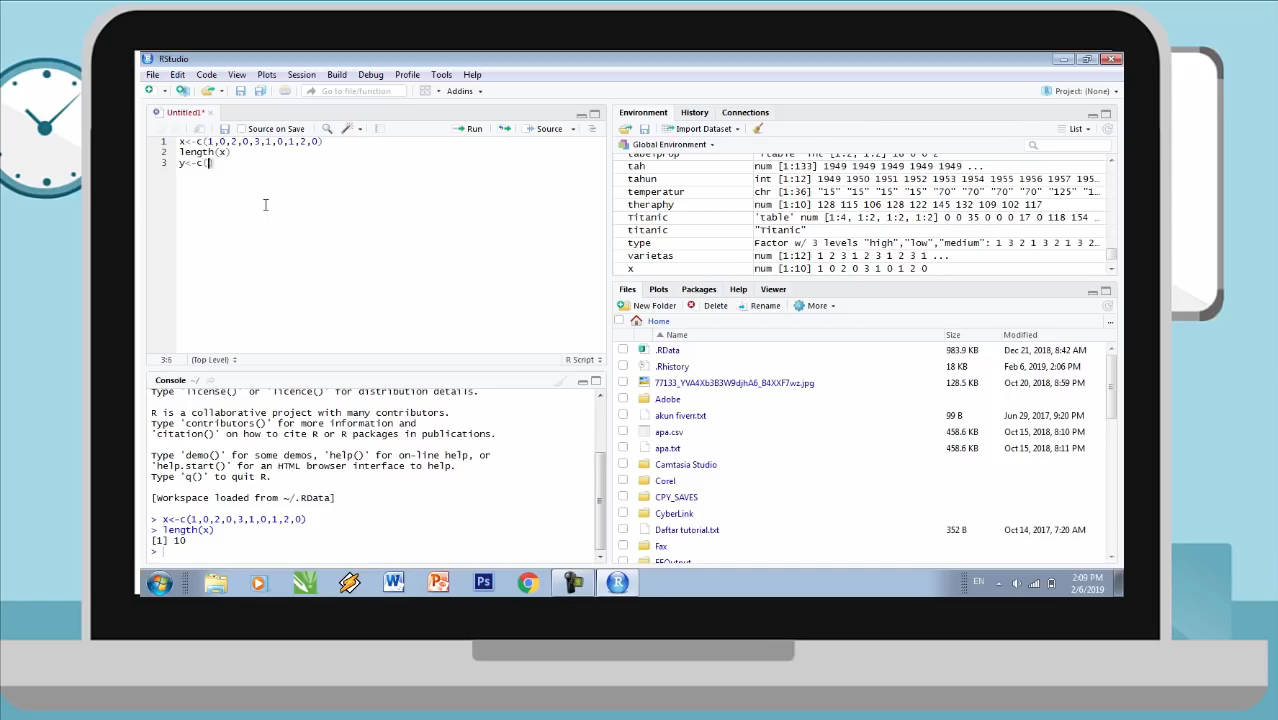 RStudio
File Edit Code View Plots Session Build Debug Profile Tools Help
Go to file/function Addins Project: (None)
Untitled1*
Source on Save Run Source
1 x<-c(1,0,2,0,3,1,0,1,2,0)
2 length(x)
3 y<-c()
3:6 (Top Level) R Script
Console ~/
Type 'license()' or 'licence()' for distribution details.
R is a collaborative project with many contributors.
Type 'contributors()' for more information and
'citation()' on how to cite R or R packages in publications.
Type 'demo()' for some demos, 'help()' for on-line help, or
'help.start()' for an HTML browser interface to help.
Type 'q()' to quit R.
[Workspace loaded from ~/.RData]
> x<-c(1,0,2,0,3,1,0,1,2,0)
> length(x)
[1] 10
>
Environment History Connections
Import Dataset List
Global Environment
tah num [1:133] 1949 1949 1949 1949 1949 ...
tahun int [1:12] 1949 1950 1951 1952 1953 1954 1955 1956 1957 195...
temperatur chr [1:36] "15" "15" "15" "15" "70" "70" "70" "70" "125" "1...
theraphy num [1:10] 128 115 106 128 122 145 132 109 102 117
Titanic 'table' num [1:4, 1:2, 1:2, 1:2] 0 0 35 0 0 0 17 0 118 154 ...
titanic "Titanic"
type Factor w/ 3 levels "high","low","medium": 1 3 2 1 3 2 1 3 2...
varietas num [1:12] 1 2 3 1 2 3 1 2 3 1 ...
x num [1:10] 1 0 2 0 3 1 0 1 2 0
Files Plots Packages Help Viewer
New Folder Delete Rename More
Home ...
Name Size Modified
.RData 983.9 KB Dec 21, 2018, 8:42 AM
.Rhistory 18 KB Feb 6, 2019, 2:06 PM
77133_YVA4Xb3B3W9djhA6_B4XXF7wz.jpg 128.5 KB Oct 20, 2018, 8:59 PM
Adobe
akun fiverr.txt 99 B Jun 29, 2017, 9:20 PM
apa.csv 458.6 KB Oct 15, 2018, 8:10 PM
apa.txt 458.6 KB Oct 15, 2018, 8:11 PM
Camtasia Studio
Corel
CPY_SAVES
CyberLink
Daftar tutorial.txt 352 B Oct 14, 2017, 7:20 AM
Fax
EN 2:09 PM
2/6/2019